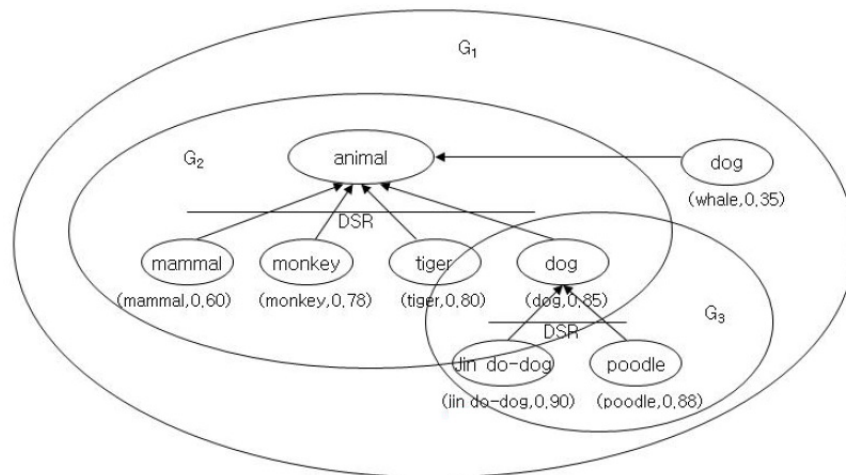 G1
G2
animal
dog
(whale,0.35)
DSR
mammal
monkey
tiger
dog
(mammal,0.60)
(monkey,0.78)
(tiger,0.80)
(dog,0.85)
G3
DSR
Jin do-dog
poodle
(jin do-dog,0.90)
(poodle,0.88)